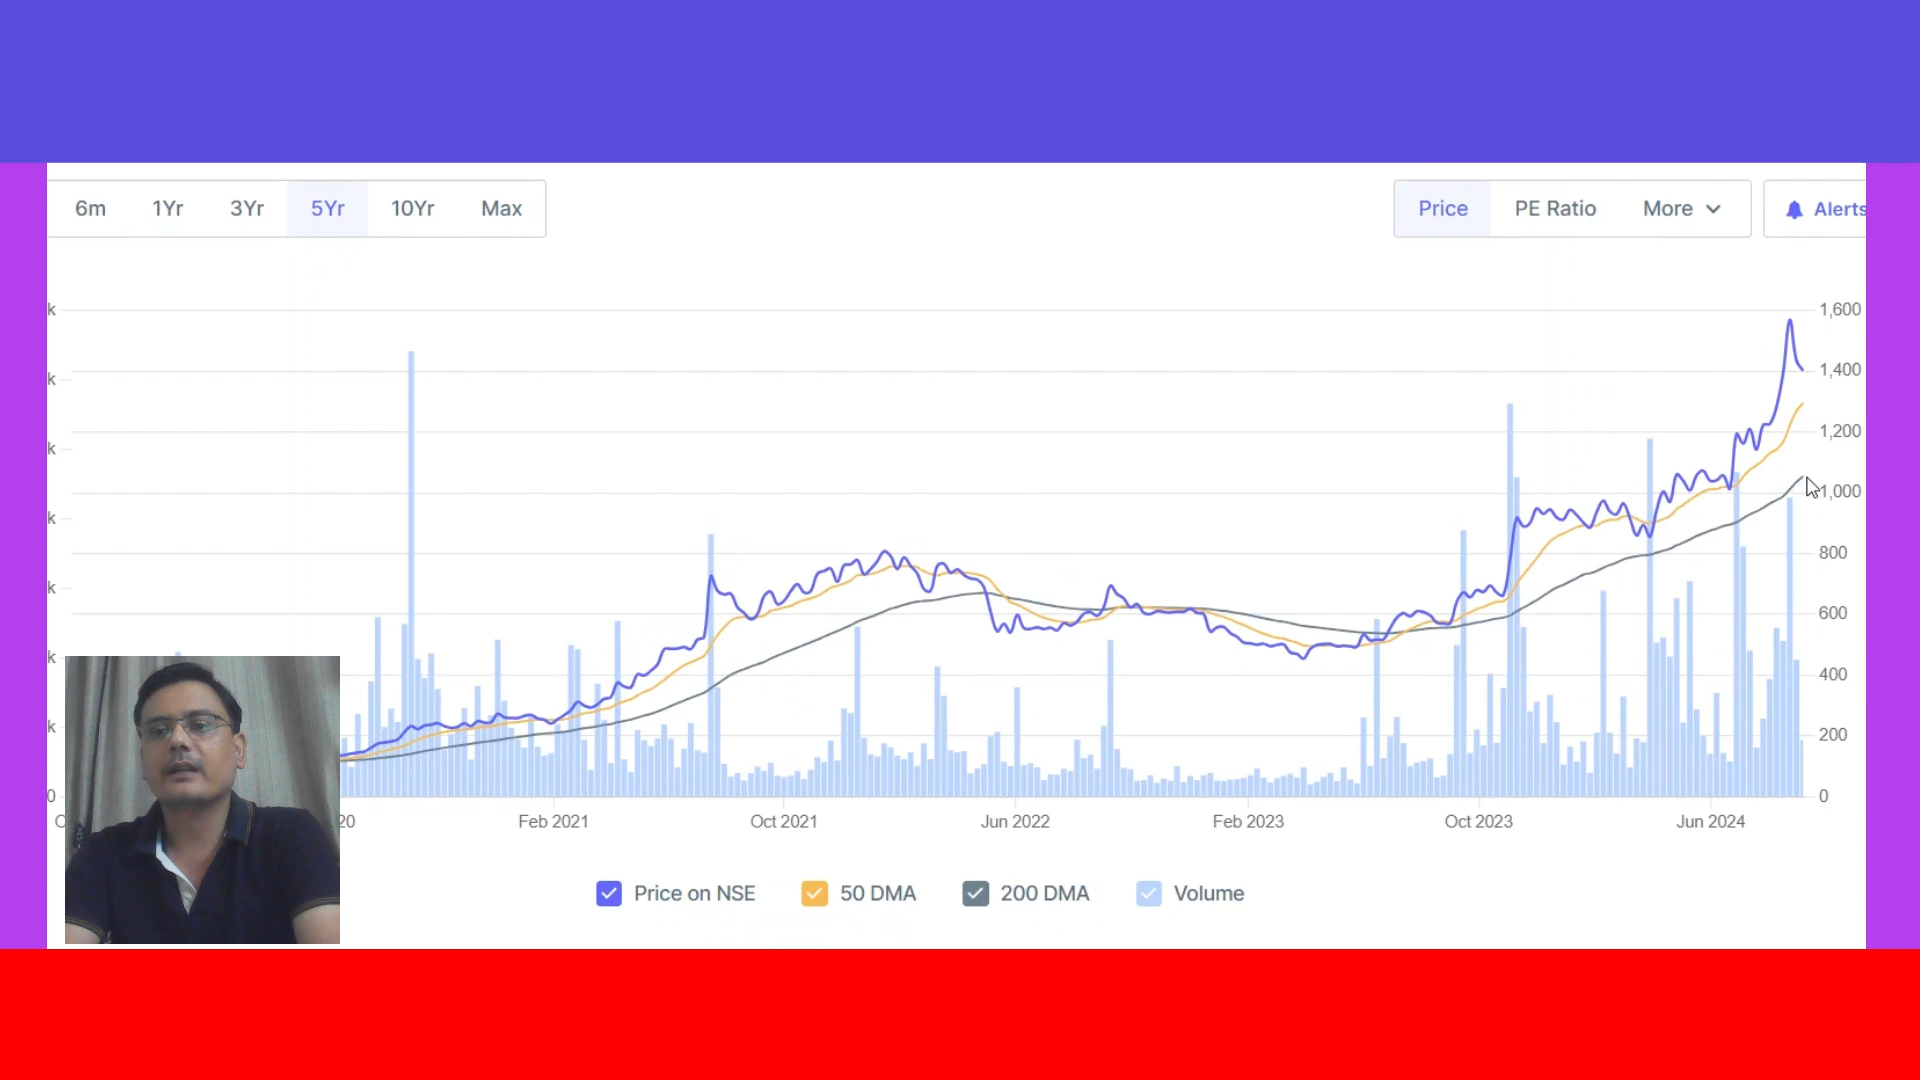 6m 1Yr 3Yr 5Yr 10Yr Max Price PE Ratio More Alerts
k 1,600
k 1,400
k 1,200
k 1,000
k 800
600
k 400
k 200
0 0
20 Feb 2021 Oct 2021 Jun 2022 Feb 2023 Oct 2023 Jun 2024
Price on NSE 50 DMA 200 DMA Volume